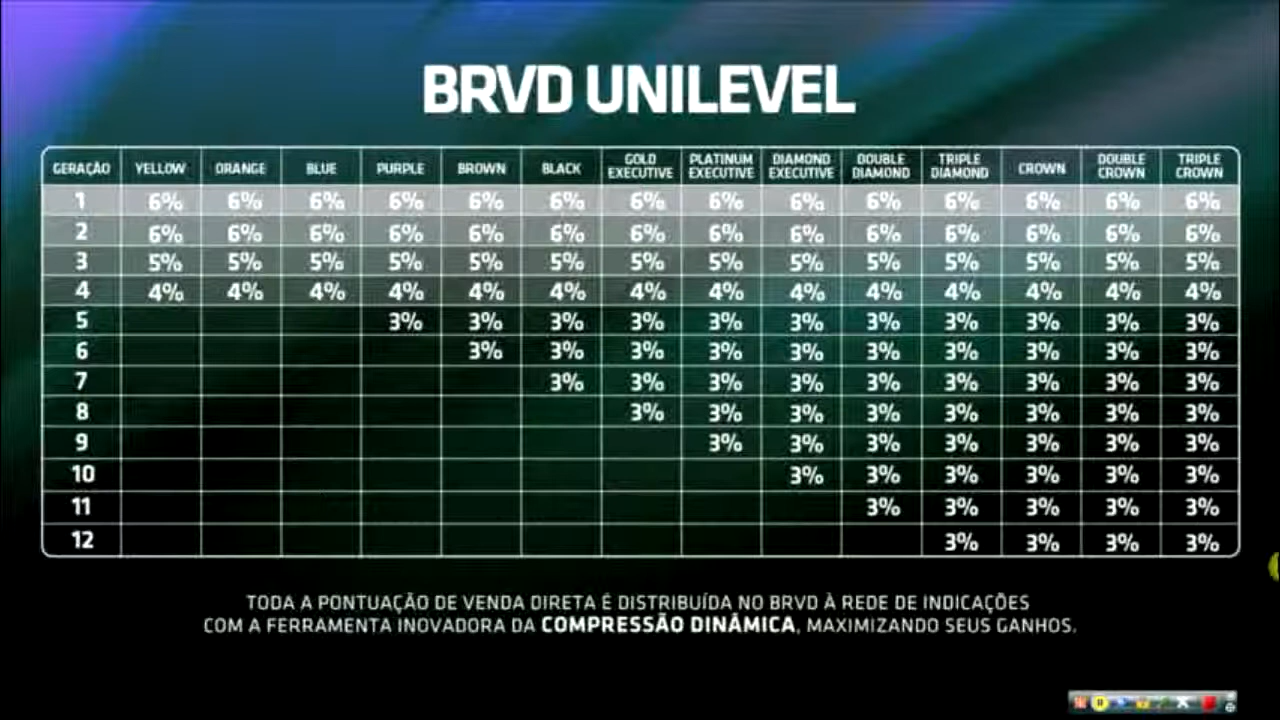 BRVD UNILEVEL
GERAÇÃO YELLOW ORANGE BLUE PURPLE BROWN BLACK GOLD EXECUTIVE PLATINUM EXECUTIVE DIAMOND EXECUTIVE DOUBLE DIAMOND TRIPLE DIAMOND CROWN DOUBLE CROWN TRIPLE CROWN
1 6% 6% 6% 6% 6% 6% 6% 6% 6% 6% 6% 6% 6% 6%
2 6% 6% 6% 6% 6% 6% 6% 6% 6% 6% 6% 6% 6% 6%
3 5% 5% 5% 5% 5% 5% 5% 5% 5% 5% 5% 5% 5% 5%
4 4% 4% 4% 4% 4% 4% 4% 4% 4% 4% 4% 4% 4% 4%
5 3% 3% 3% 3% 3% 3% 3% 3% 3% 3% 3%
6 3% 3% 3% 3% 3% 3% 3% 3% 3% 3%
7 3% 3% 3% 3% 3% 3% 3% 3% 3%
8 3% 3% 3% 3% 3% 3% 3% 3%
9 3% 3% 3% 3% 3% 3% 3%
10 3% 3% 3% 3% 3% 3%
11 3% 3% 3% 3% 3%
12 3% 3% 3% 3%
TODA A PONTUAÇÃO DE VENDA DIRETA É DISTRIBUÍDA NO BRVD À REDE DE INDICAÇÕES
COM A FERRAMENTA INOVADORA DA COMPRESSÃO DINÂMICA, MAXIMIZANDO SEUS GANHOS.